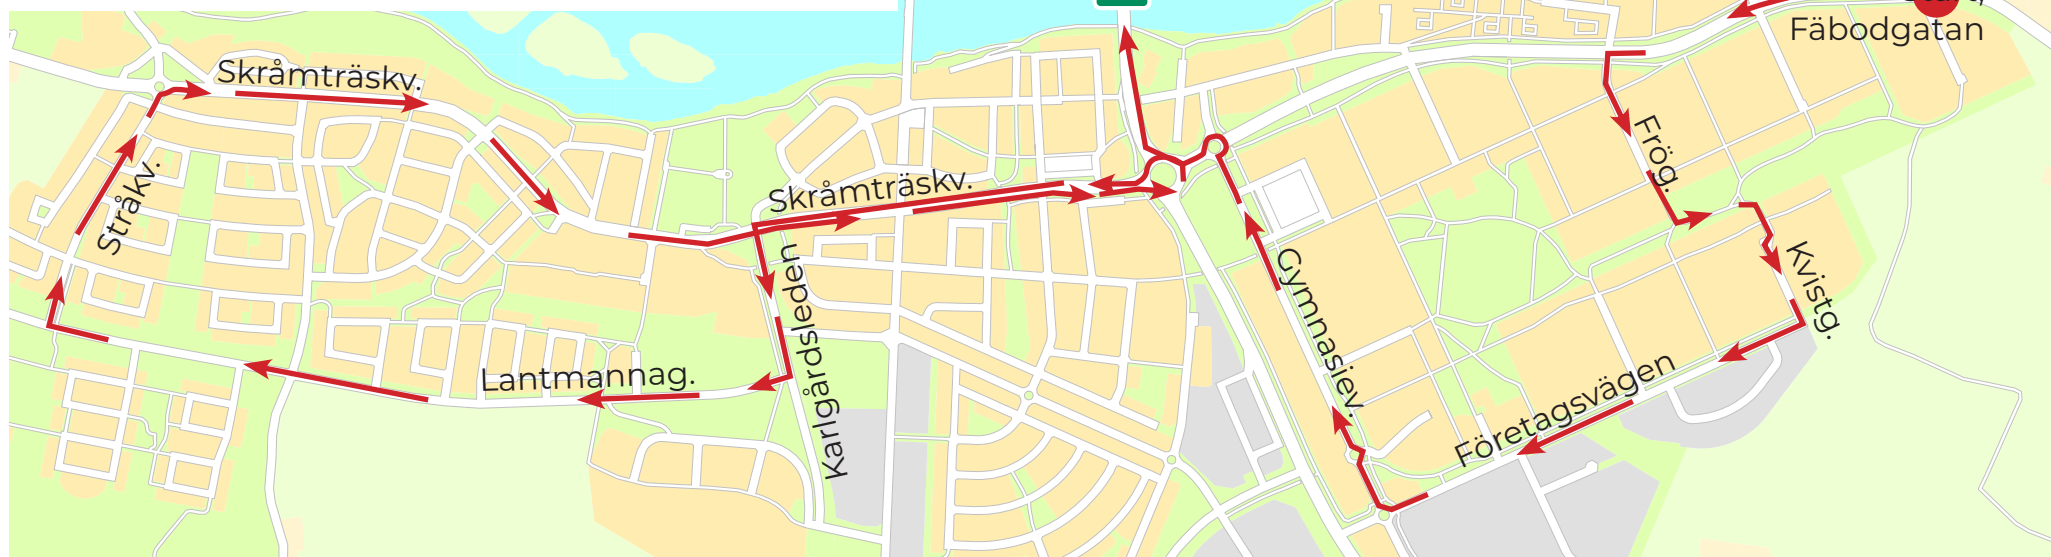 Fäbodgatan
Skråmträskv.
Frög.
Stråkv.
Skråmträskv.
Kvistg.
Karlgårdsleden
Gymnasiev.
Lantmannag.
Företagsvägen